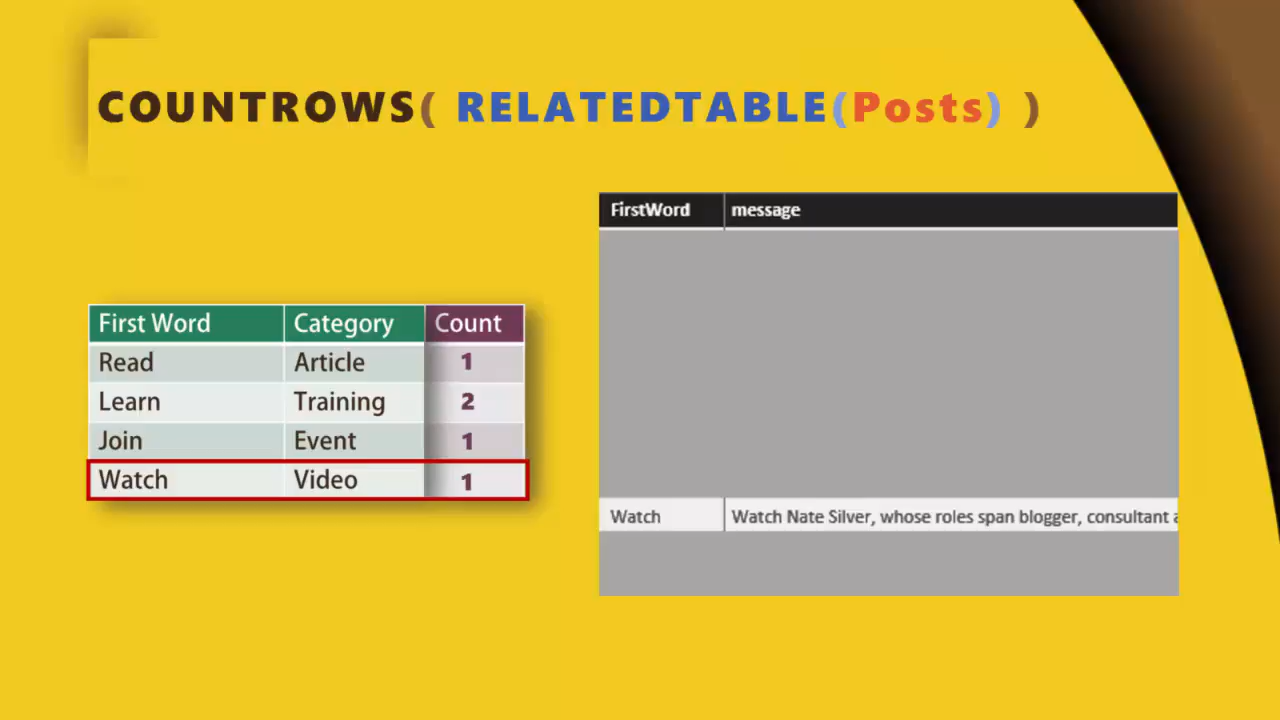 COUNTROWS( RELATEDTABLE(Posts) )
FirstWord message
First Word Category Count
Read Article 1
Learn Training 2
Join Event 1
Watch Video 1
Watch Watch Nate Silver, whose roles span blogger, consultant a